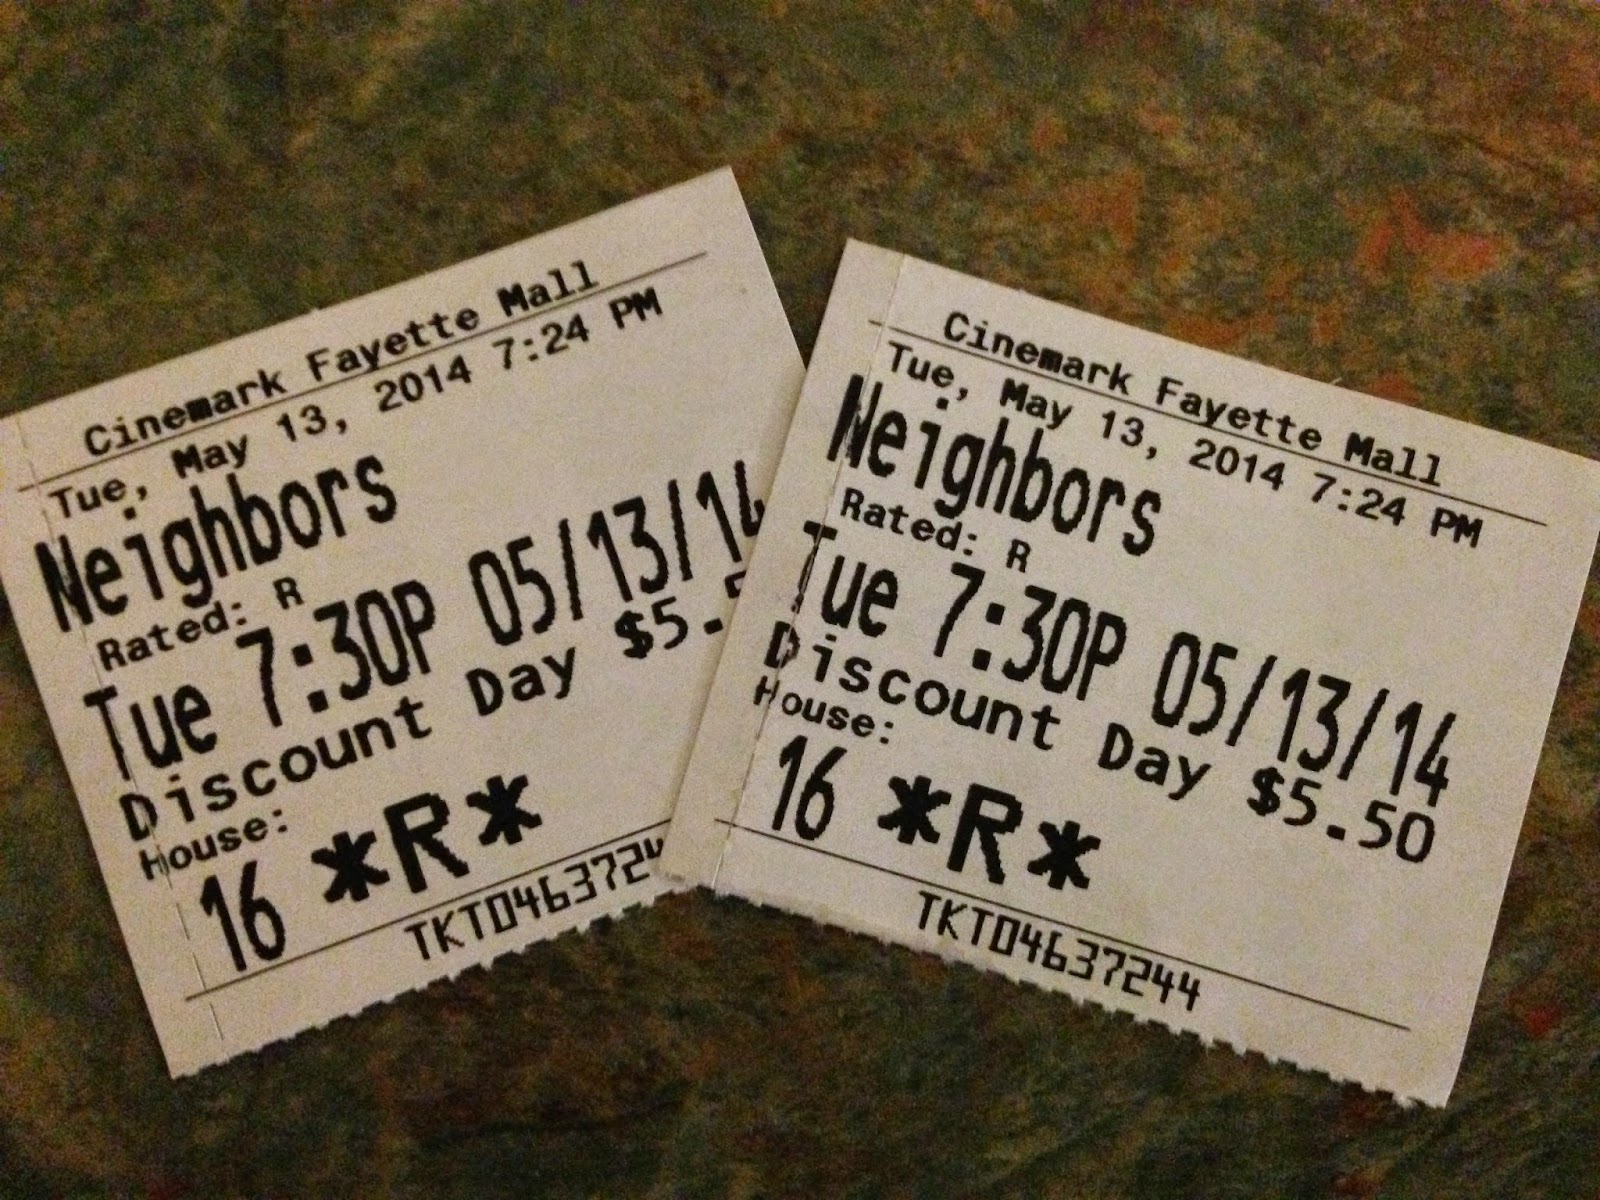 Cinemark Fayette Mall
Tue, May 13, 2014 7:24 PM
Neighbors
Rated: R
Tue 7:30P 05/13/14
Discount Day $5.
House:
16 *R*
TKT0463724
Cinemark Fayette Mall
Tue, May 13, 2014 7:24 PM
Neighbors
Rated: R
Tue 7:30P 05/13/14
Discount Day $5.50
House:
16 *R*
TKT04637244